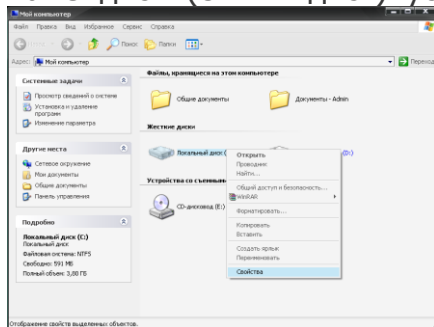 Мой компьютер
Файл Правка Вид Избранное Сервис Справка
Поиск Папки
Адрес: Мой компьютер Переход
Системные задачи
Просмотр сведений о системе
Установка и удаление программ
Изменение параметра
Другие места
Сетевое окружение
Мои документы
Общие документы
Панель управления
Подробно
Локальный диск (C:)
Локальный диск
Файловая система: NTFS
Свободно: 591 МБ
Полный объем: 3,88 ГБ
Файлы, хранящиеся на этом компьютере
Общие документы
Документы - Admin
Жесткие диски
Локальный диск (
(D:)
Устройства со съемным
CD-дисковод (E:)
Открыть
Проводник
Найти...
Общий доступ и безопасность...
WinRAR
Форматировать...
Копировать
Вставить
Создать ярлык
Переименовать
Свойства
Отображение свойств выделенных объектов.